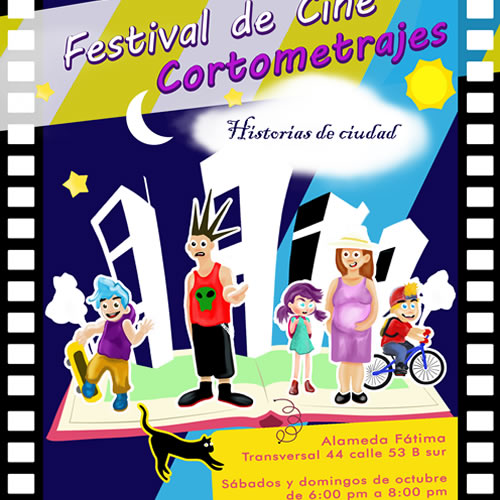 Festival de Cine
Cortometrajes
Historias de ciudad
Alameda Fátima
Transversal 44 calle 53 B sur
Sábados y domingos de octubre
de 6:00 pm a 8:00 pm